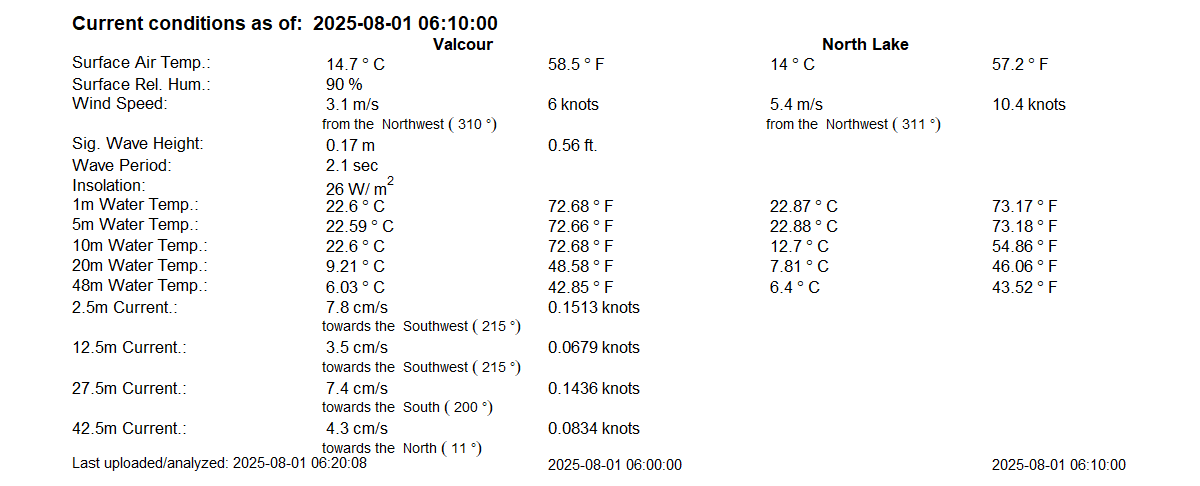 Current conditions as of: 2025-08-01 06:10:00
Valcour North Lake
Surface Air Temp.: 14.7 ° C 58.5 ° F 14 ° C 57.2 ° F
Surface Rel. Hum.: 90 %
Wind Speed: 3.1 m/s 6 knots 5.4 m/s 10.4 knots
from the Northwest ( 310 °) from the Northwest ( 311 °)
Sig. Wave Height: 0.17 m 0.56 ft.
Wave Period: 2.1 sec
Insolation: 26 W/ m2
1m Water Temp.: 22.6 ° C 72.68 ° F 22.87 ° C 73.17 ° F
5m Water Temp.: 22.59 ° C 72.66 ° F 22.88 ° C 73.18 ° F
10m Water Temp.: 22.6 ° C 72.68 ° F 12.7 ° C 54.86 ° F
20m Water Temp.: 9.21 ° C 48.58 ° F 7.81 ° C 46.06 ° F
48m Water Temp.: 6.03 ° C 42.85 ° F 6.4 ° C 43.52 ° F
2.5m Current.: 7.8 cm/s 0.1513 knots
towards the Southwest ( 215 °)
12.5m Current.: 3.5 cm/s 0.0679 knots
towards the Southwest ( 215 °)
27.5m Current.: 7.4 cm/s 0.1436 knots
towards the South ( 200 °)
42.5m Current.: 4.3 cm/s 0.0834 knots
towards the North ( 11 °)
Last uploaded/analyzed: 2025-08-01 06:20:08 2025-08-01 06:00:00 2025-08-01 06:10:00